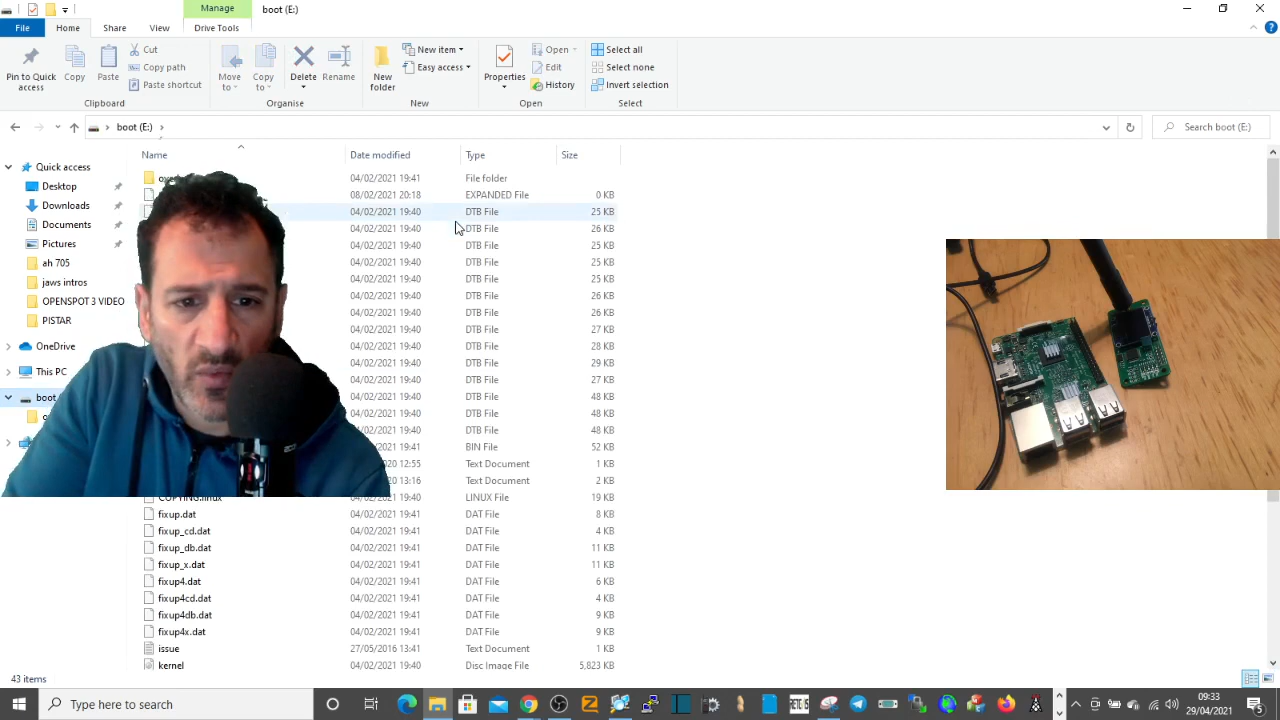 Manage
boot (E:)
File
Home
Share
View
Drive Tools
Pin to Quick access
Copy
Paste
Cut
Copy path
Paste shortcut
Clipboard
Move to
Copy to
Delete
Rename
Organise
New folder
New item
Easy access
New
Properties
Open
Edit
History
Open
Select all
Select none
Invert selection
Select
boot (E:)
Search boot (E:)
Name Date modified Type Size
Quick access
Desktop
Downloads
Documents
Pictures
ah 705
jaws intros
OPENSPOT 3 VIDEO
PISTAR
OneDrive
This PC
boot
04/02/2021 19:41 File folder
08/02/2021 20:18 EXPANDED File 0 KB
04/02/2021 19:40 DTB File 25 KB
04/02/2021 19:40 DTB File 26 KB
04/02/2021 19:40 DTB File 25 KB
04/02/2021 19:40 DTB File 25 KB
04/02/2021 19:40 DTB File 25 KB
04/02/2021 19:40 DTB File 26 KB
04/02/2021 19:40 DTB File 26 KB
04/02/2021 19:40 DTB File 27 KB
04/02/2021 19:40 DTB File 28 KB
04/02/2021 19:40 DTB File 29 KB
04/02/2021 19:40 DTB File 27 KB
04/02/2021 19:40 DTB File 48 KB
04/02/2021 19:40 DTB File 48 KB
04/02/2021 19:40 DTB File 48 KB
04/02/2021 19:41 BIN File 52 KB
12:55 Text Document 1 KB
13:16 Text Document 2 KB
COPYING.linux 04/02/2021 19:40 LINUX File 19 KB
fixup.dat 04/02/2021 19:41 DAT File 8 KB
fixup_cd.dat 04/02/2021 19:41 DAT File 4 KB
fixup_db.dat 04/02/2021 19:41 DAT File 11 KB
fixup_x.dat 04/02/2021 19:41 DAT File 11 KB
fixup4.dat 04/02/2021 19:41 DAT File 6 KB
fixup4cd.dat 04/02/2021 19:41 DAT File 4 KB
fixup4db.dat 04/02/2021 19:41 DAT File 9 KB
fixup4x.dat 04/02/2021 19:41 DAT File 9 KB
issue 27/05/2016 13:41 Text Document 1 KB
kernel 04/02/2021 19:40 Disc Image File 5,823 KB
43 items
Type here to search
09:33
29/04/2021